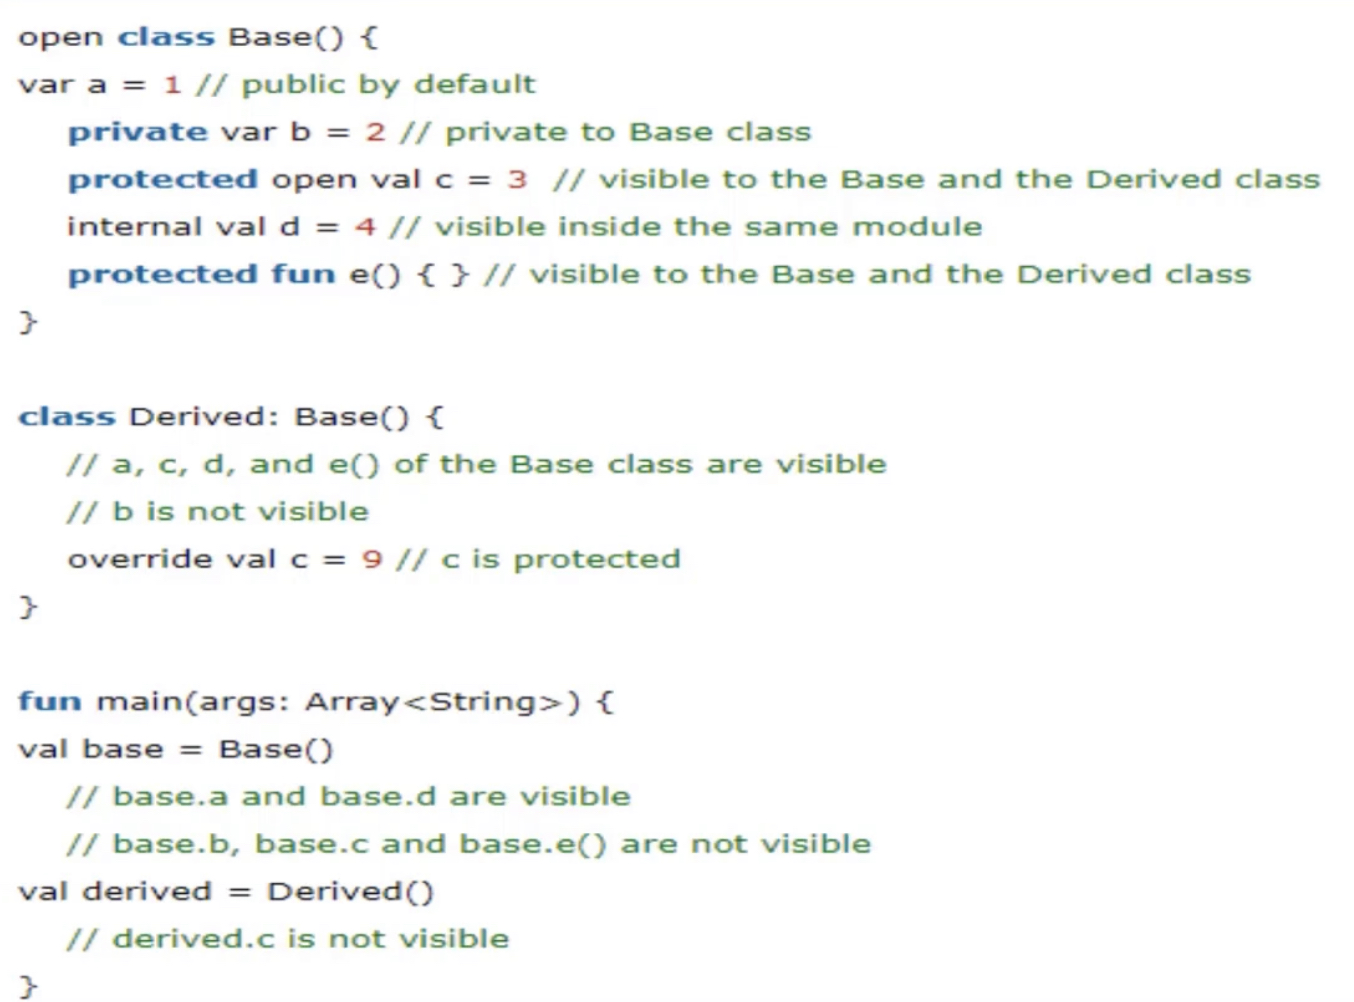 open class Base() {
var a = 1 // public by default
private var b = 2 // private to Base class
protected open val c = 3 // visible to the Base and the Derived class
internal val d = 4 // visible inside the same module
protected fun e() { } // visible to the Base and the Derived class
}
class Derived: Base() {
// a, c, d, and e() of the Base class are visible
// b is not visible
override val c = 9 // c is protected
}
fun main(args: Array<String>) {
val base = Base()
// base.a and base.d are visible
// base.b, base.c and base.e() are not visible
val derived = Derived()
// derived.c is not visible
}